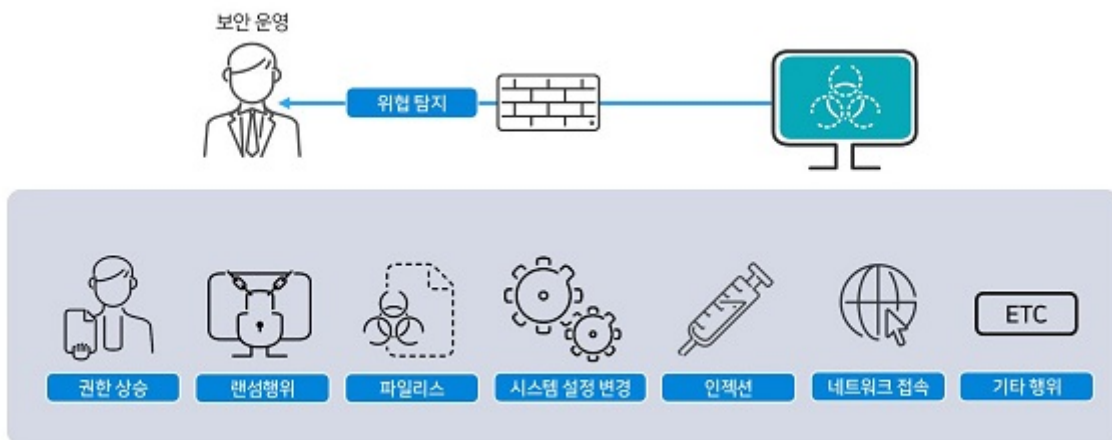 보안 운영
위협 탐지
ETC
권한 상승
랜섬행위
파일리스
시스템 설정 변경
인젝션
네트워크 접속
기타 행위